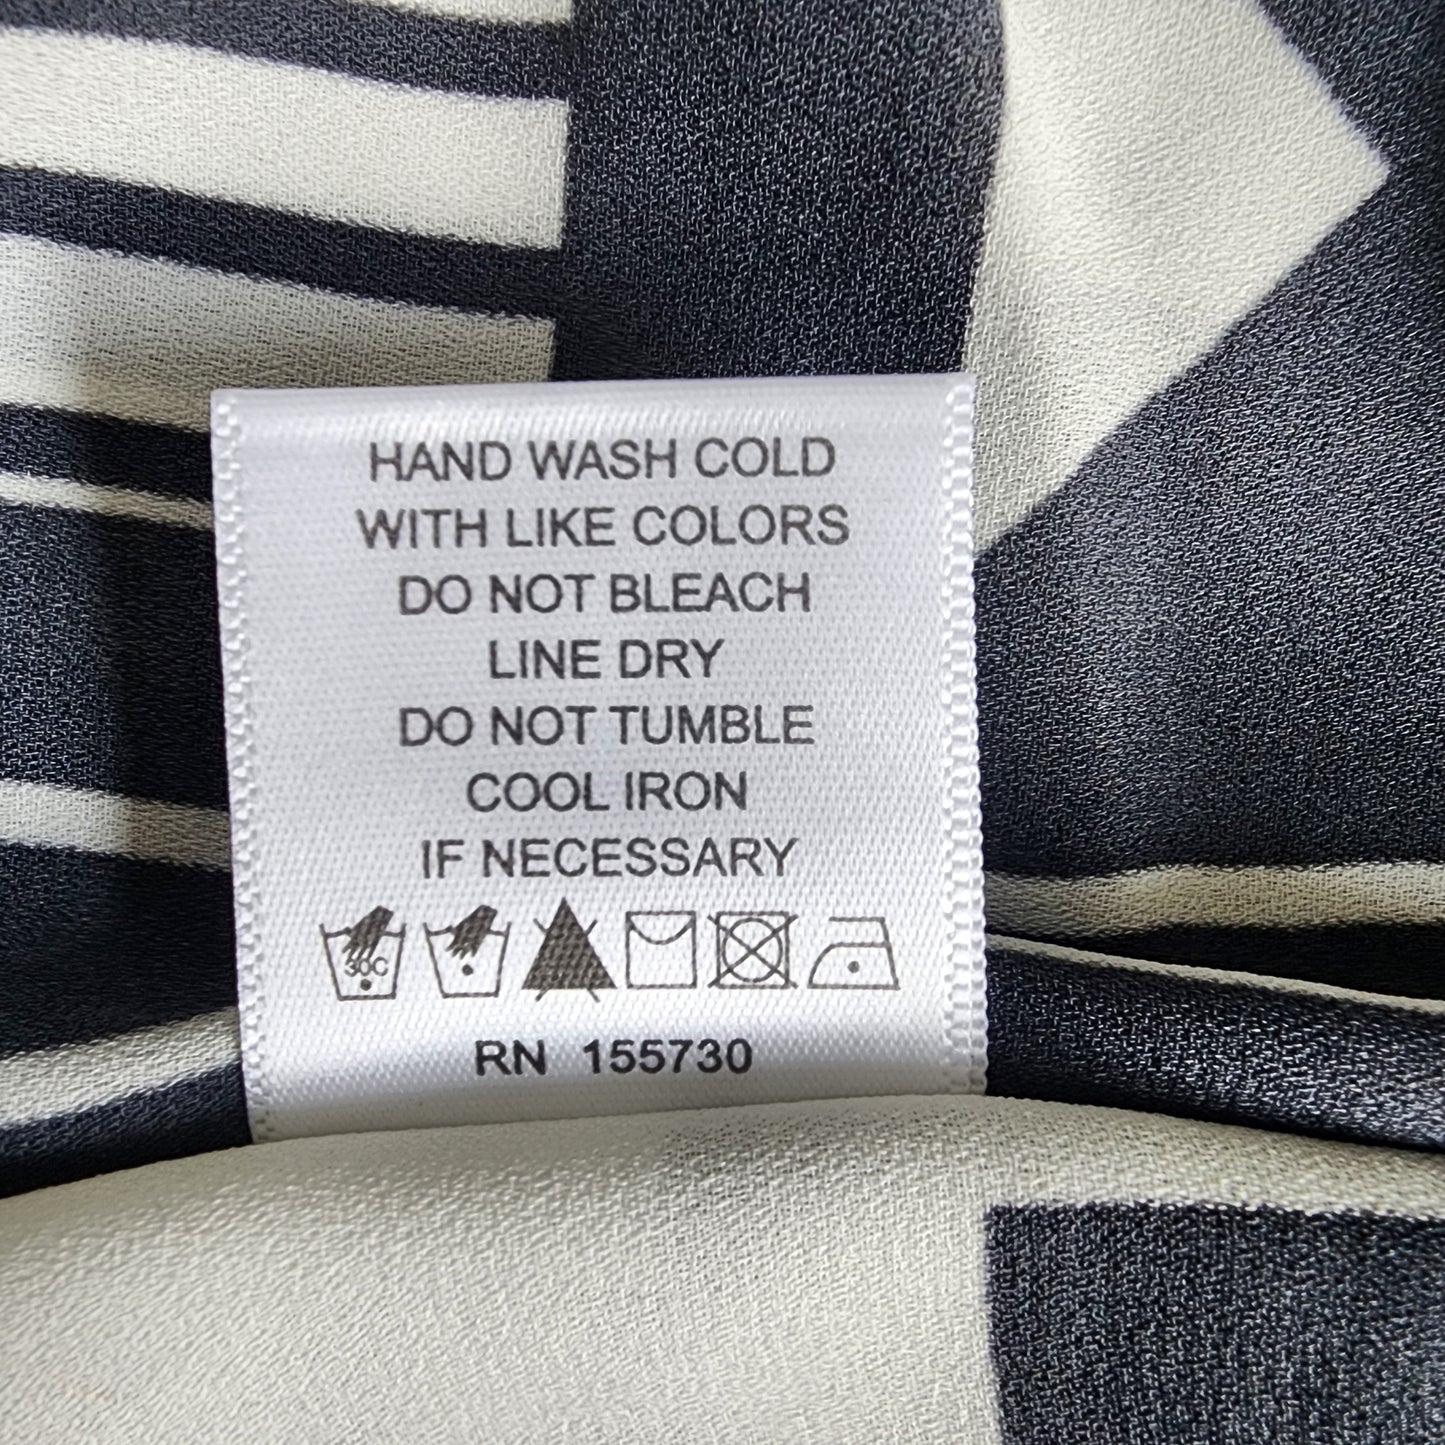 HAND WASH COLD
WITH LIKE COLORS
DO NOT BLEACH
LINE DRY
DO NOT TUMBLE
COOL IRON
IF NECESSARY
30C
RN 155730